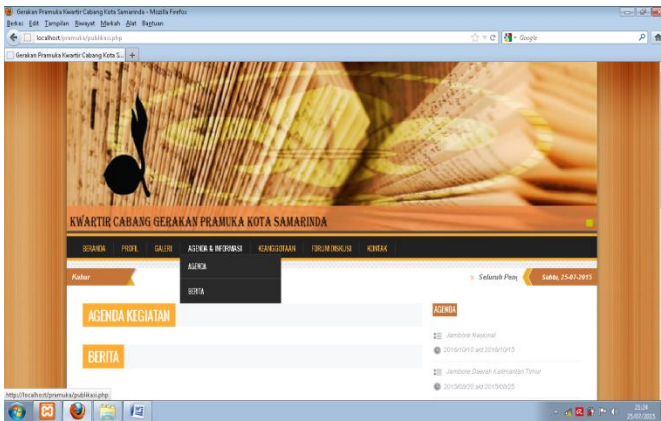 Gerakan Pramuka Kwartir Cabang Kota Samarinda - Mozilla Firefox
Berkas Edit Tampilan Riwayat Markah Alat Bantuan
localhost/pramuka/publikasi.php
Google
Gerakan Pramuka Kwartir Cabang Kota S...
KWARTIR CABANG GERAKAN PRAMUKA KOTA SAMARINDA
BERANDA PROFIL GALERI AGENDA & INFORMASI KEANGGOTAAN FORUM DISKUSI KONTAK
AGENDA
BERITA
Kabar
Seluruh Peng
Sabtu, 25-07-2015
AGENDA KEGIATAN
BERITA
AGENDA
Jambore Nasional
Jambore Daerah Kalimantan Timur
http://localhost/pramuka/publikasi.php
25/07/2015